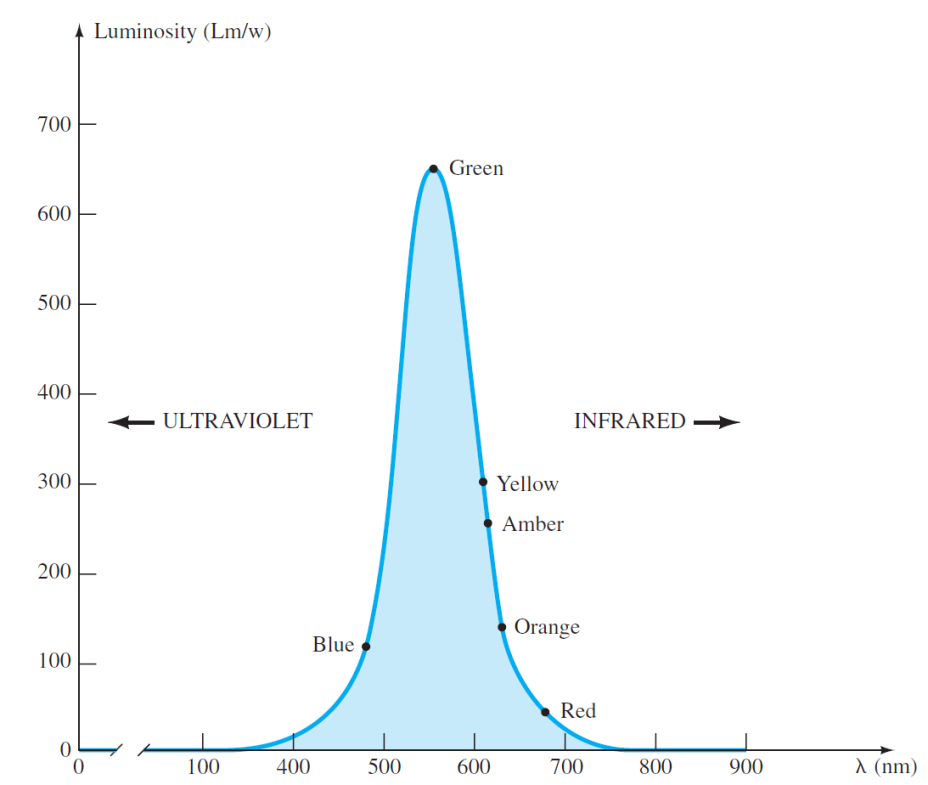 Luminosity (Lm/w)
700
Green
600
500
400
ULTRAVIOLET
INFRARED
300
Yellow
Amber
200
Orange
Blue
100
Red
0
0
100
400
500
600
700
800
900
λ (nm)